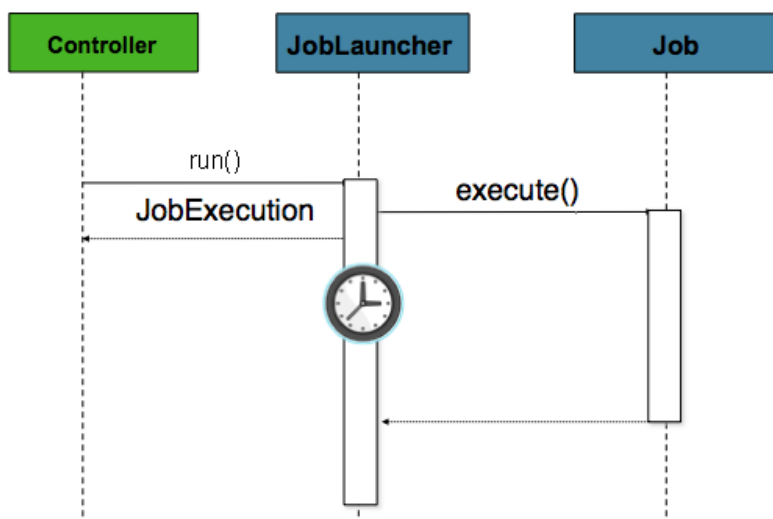 Controller
JobLauncher
Job
run()
execute()
JobExecution